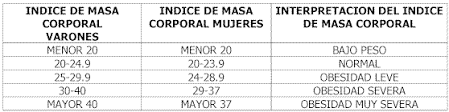 INDICE DE MASA CORPORAL VARONES | INDICE DE MASA CORPORAL MUJERES | INTERPRETACION DEL INDICE DE MASA CORPORAL
MENOR 20 | MENOR 20 | BAJO PESO
20-24.9 | 20-23.9 | NORMAL
25-29.9 | 24-28.9 | OBESIDAD LEVE
30-40 | 29-37 | OBESIDAD SEVERA
MAYOR 40 | MAYOR 37 | OBESIDAD MUY SEVERA